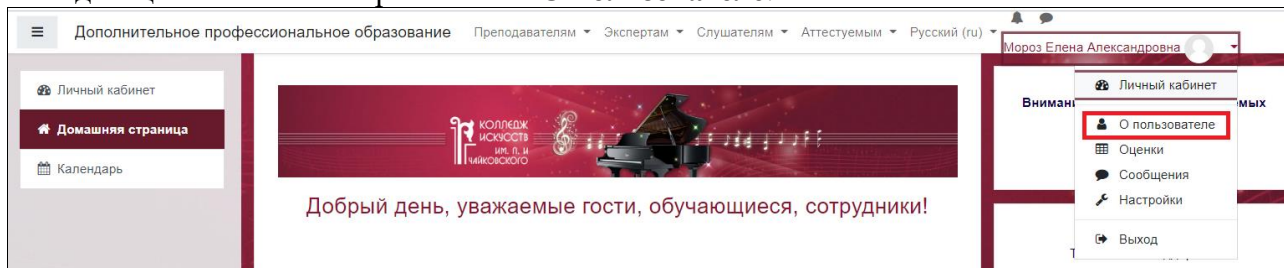 Дополнительное профессиональное образование Преподавателям Экспертам Слушателям Аттестуемым Русский (ru)
Мороз Елена Александровна
Личный кабинет
Домашняя страница
Календарь
КОЛЛЕДЖ
ИСКУССТВ
ИМ. П. И
ЧАЙКОВСКОГО
Добрый день, уважаемые гости, обучающиеся, сотрудники!
Личный кабинет
О пользователе
Оценки
Сообщения
Настройки
Выход